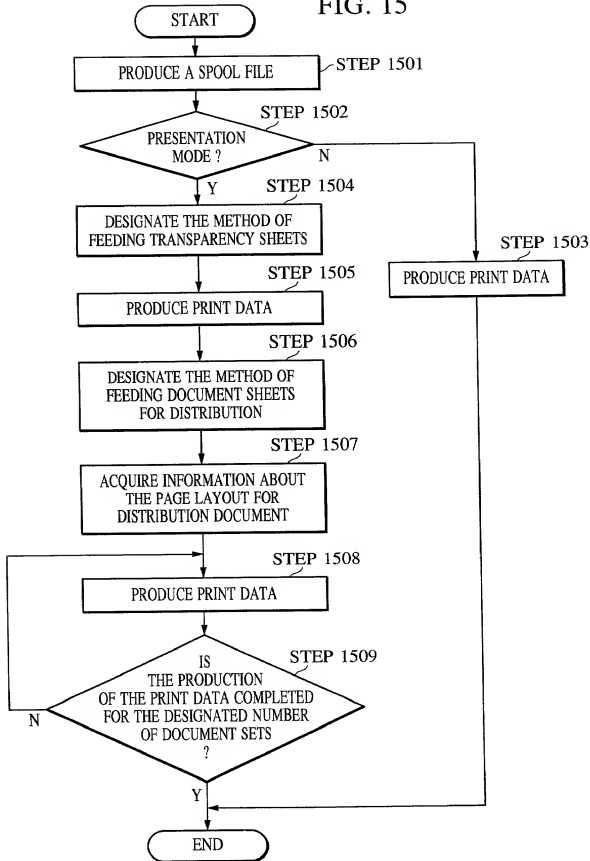 FIG. 15
START
PRODUCE A SPOOL FILE
STEP 1501
STEP 1502
PRESENTATION
MODE ?
N
Y
STEP 1504
DESIGNATE THE METHOD OF
FEEDING TRANSPARENCY SHEETS
STEP 1503
PRODUCE PRINT DATA
STEP 1505
PRODUCE PRINT DATA
STEP 1506
DESIGNATE THE METHOD OF
FEEDING DOCUMENT SHEETS
FOR DISTRIBUTION
STEP 1507
ACQUIRE INFORMATION ABOUT
THE PAGE LAYOUT FOR
DISTRIBUTION DOCUMENT
STEP 1508
PRODUCE PRINT DATA
STEP 1509
IS
THE PRODUCTION
OF THE PRINT DATA COMPLETED
FOR THE DESIGNATED NUMBER
OF DOCUMENT SETS
?
N
Y
END